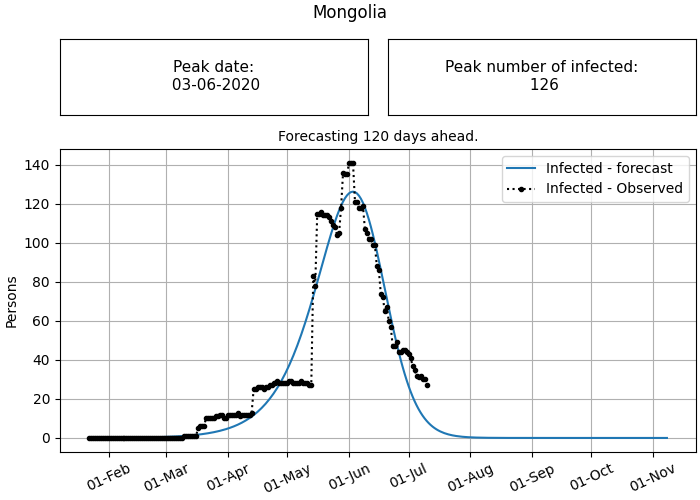 Mongolia
Peak date:
03-06-2020
Peak number of infected:
126
Forecasting 120 days ahead.
Infected - forecast
Infected - Observed
Persons
140
120
100
80
60
40
20
0
01-Feb
01-Mar
01-Apr
01-May
01-Jun
01-Jul
01-Aug
01-Sep
01-Oct
01-Nov